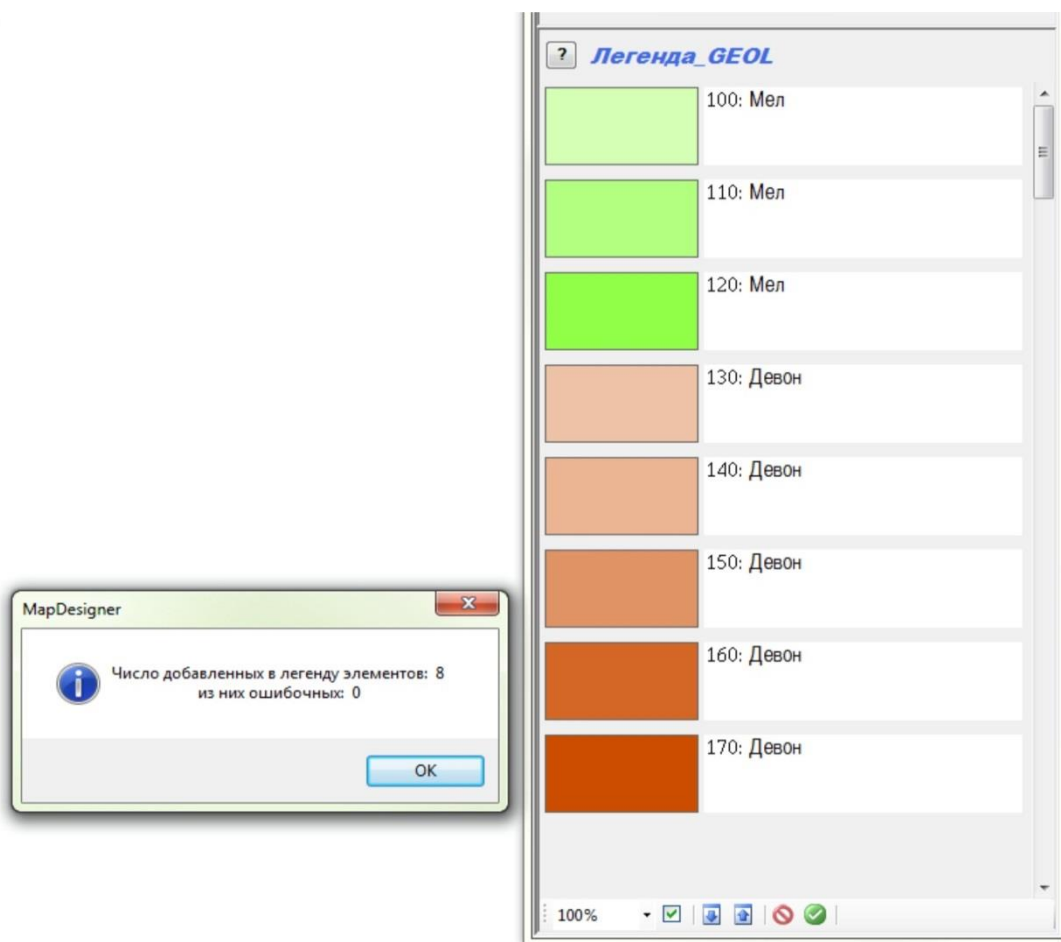 ? Легенда_GEOL
100: Мел
110: Мел
120: Мел
130: Девон
140: Девон
150: Девон
160: Девон
170: Девон
MapDesigner
Число добавленных в легенду элементов: 8
из них ошибочных: 0
OK
100%